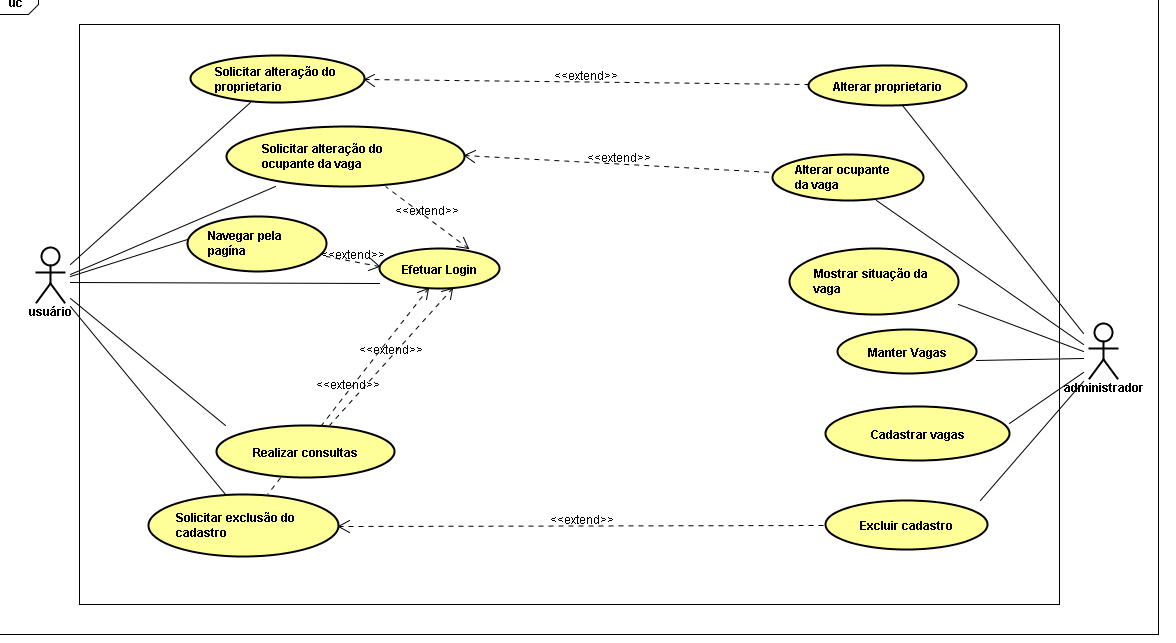 uc
Solicitar alteração do
proprietario
<<extend>>
Alterar proprietario
Solicitar alteração do
ocupante da vaga
<<extend>>
Alterar ocupante
da vaga
<<extend>>
Navegar pela
pagína
<<extend>>
Efetuar Login
Mostrar situação da
vaga
usuário
<<extend>>
Manter Vagas
<<extend>>
administrador
Realizar consultas
Cadastrar vagas
Solicitar exclusão do
cadastro
<<extend>>
Excluir cadastro